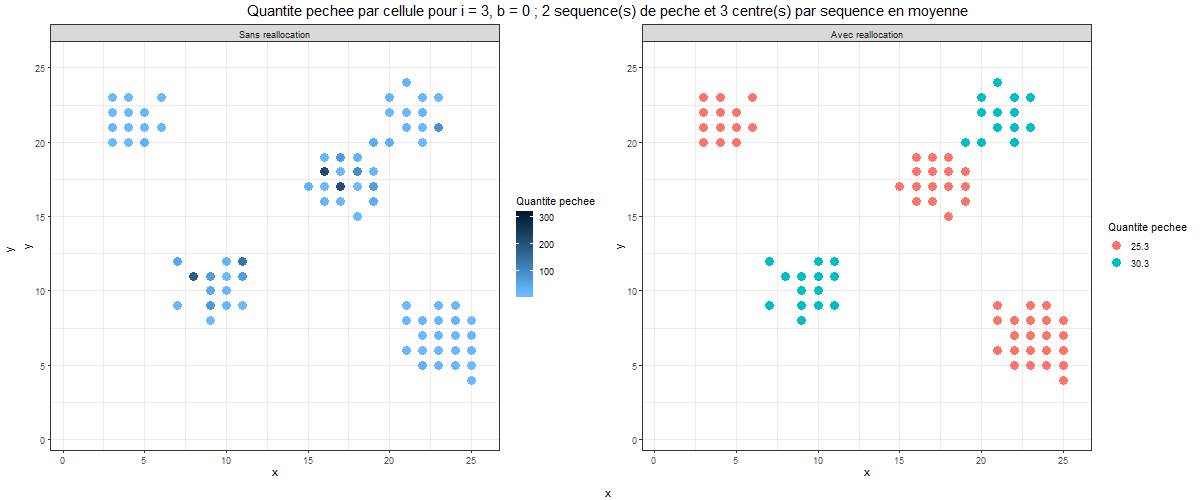 Quantite pechee par cellule pour i = 3, b = 0 ; 2 sequence(s) de peche et 3 centre(s) par sequence en moyenne
Sans reallocation
25
20
15
10
5
0
y
y
0 5 10 15 20 25
x
Quantite pechee
300
200
100
Avec reallocation
25
20
15
10
5
0
y
0 5 10 15 20 25
x
Quantite pechee
25.3
30.3
x